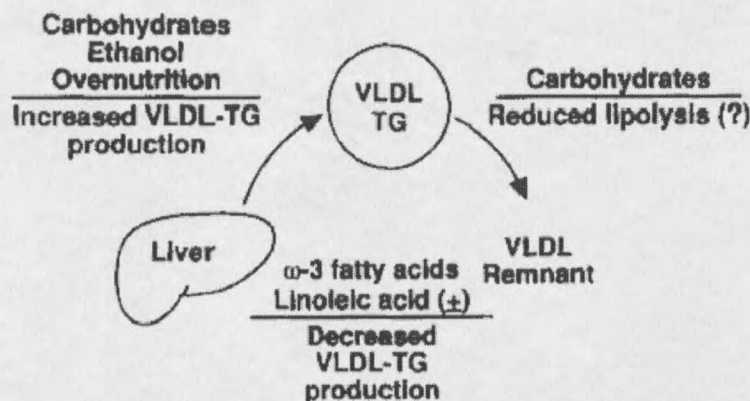 Carbohydrates
Ethanol
Overnutrition
Increased VLDL-TG
production
VLDL
TG
Carbohydrates
Reduced lipolysis (?)
Liver
ω-3 fatty acids
Linoleic acid (±)
Decreased
VLDL-TG
production
VLDL
Remnant